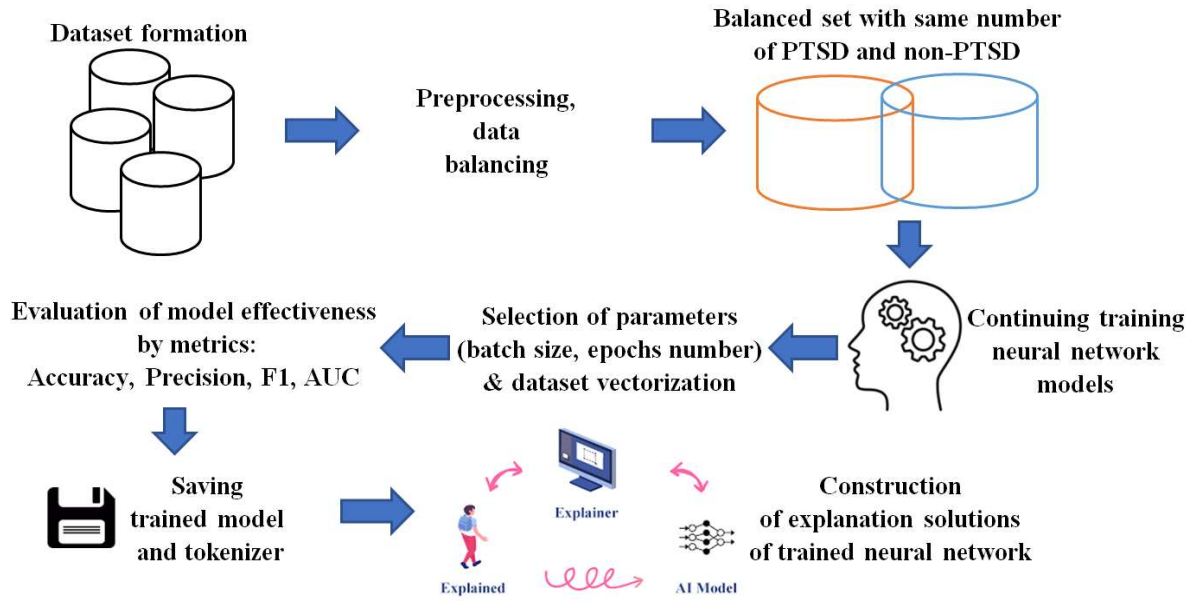 Dataset formation
Preprocessing,
data
balancing
Balanced set with same number
of PTSD and non-PTSD
Continuing training
neural network
models
Selection of parameters
(batch size, epochs number)
& dataset vectorization
Evaluation of model effectiveness
by metrics:
Accuracy, Precision, F1, AUC
Saving
trained model
and tokenizer
Explainer
Explained
AI Model
Construction
of explanation solutions
of trained neural network